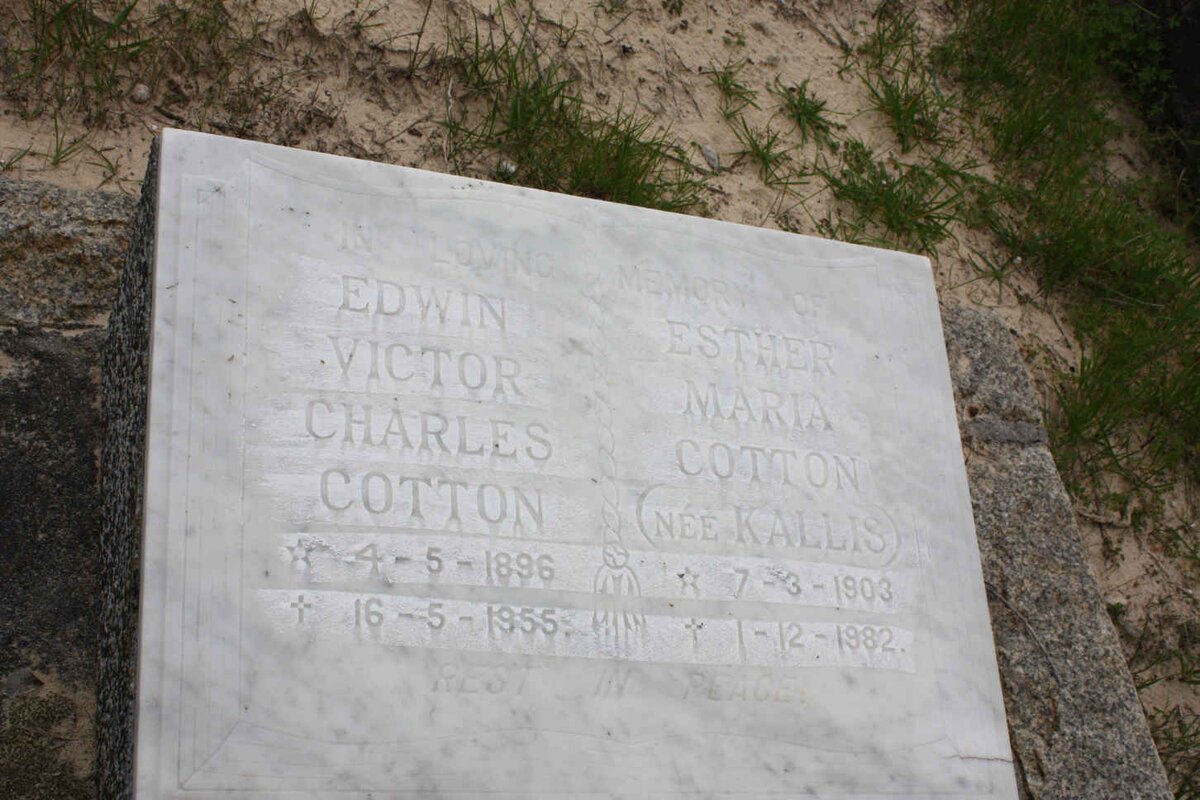 IN LOVING MEMORY OF
EDWIN
VICTOR
CHARLES
COTTON
☆ 4-5-1896
† 16-5-1955.
ESTHER
MARIA
COTTON
(NÉE KALLIS)
☆ 7-3-1903
† 1-12-1982.
REST IN PEACE.